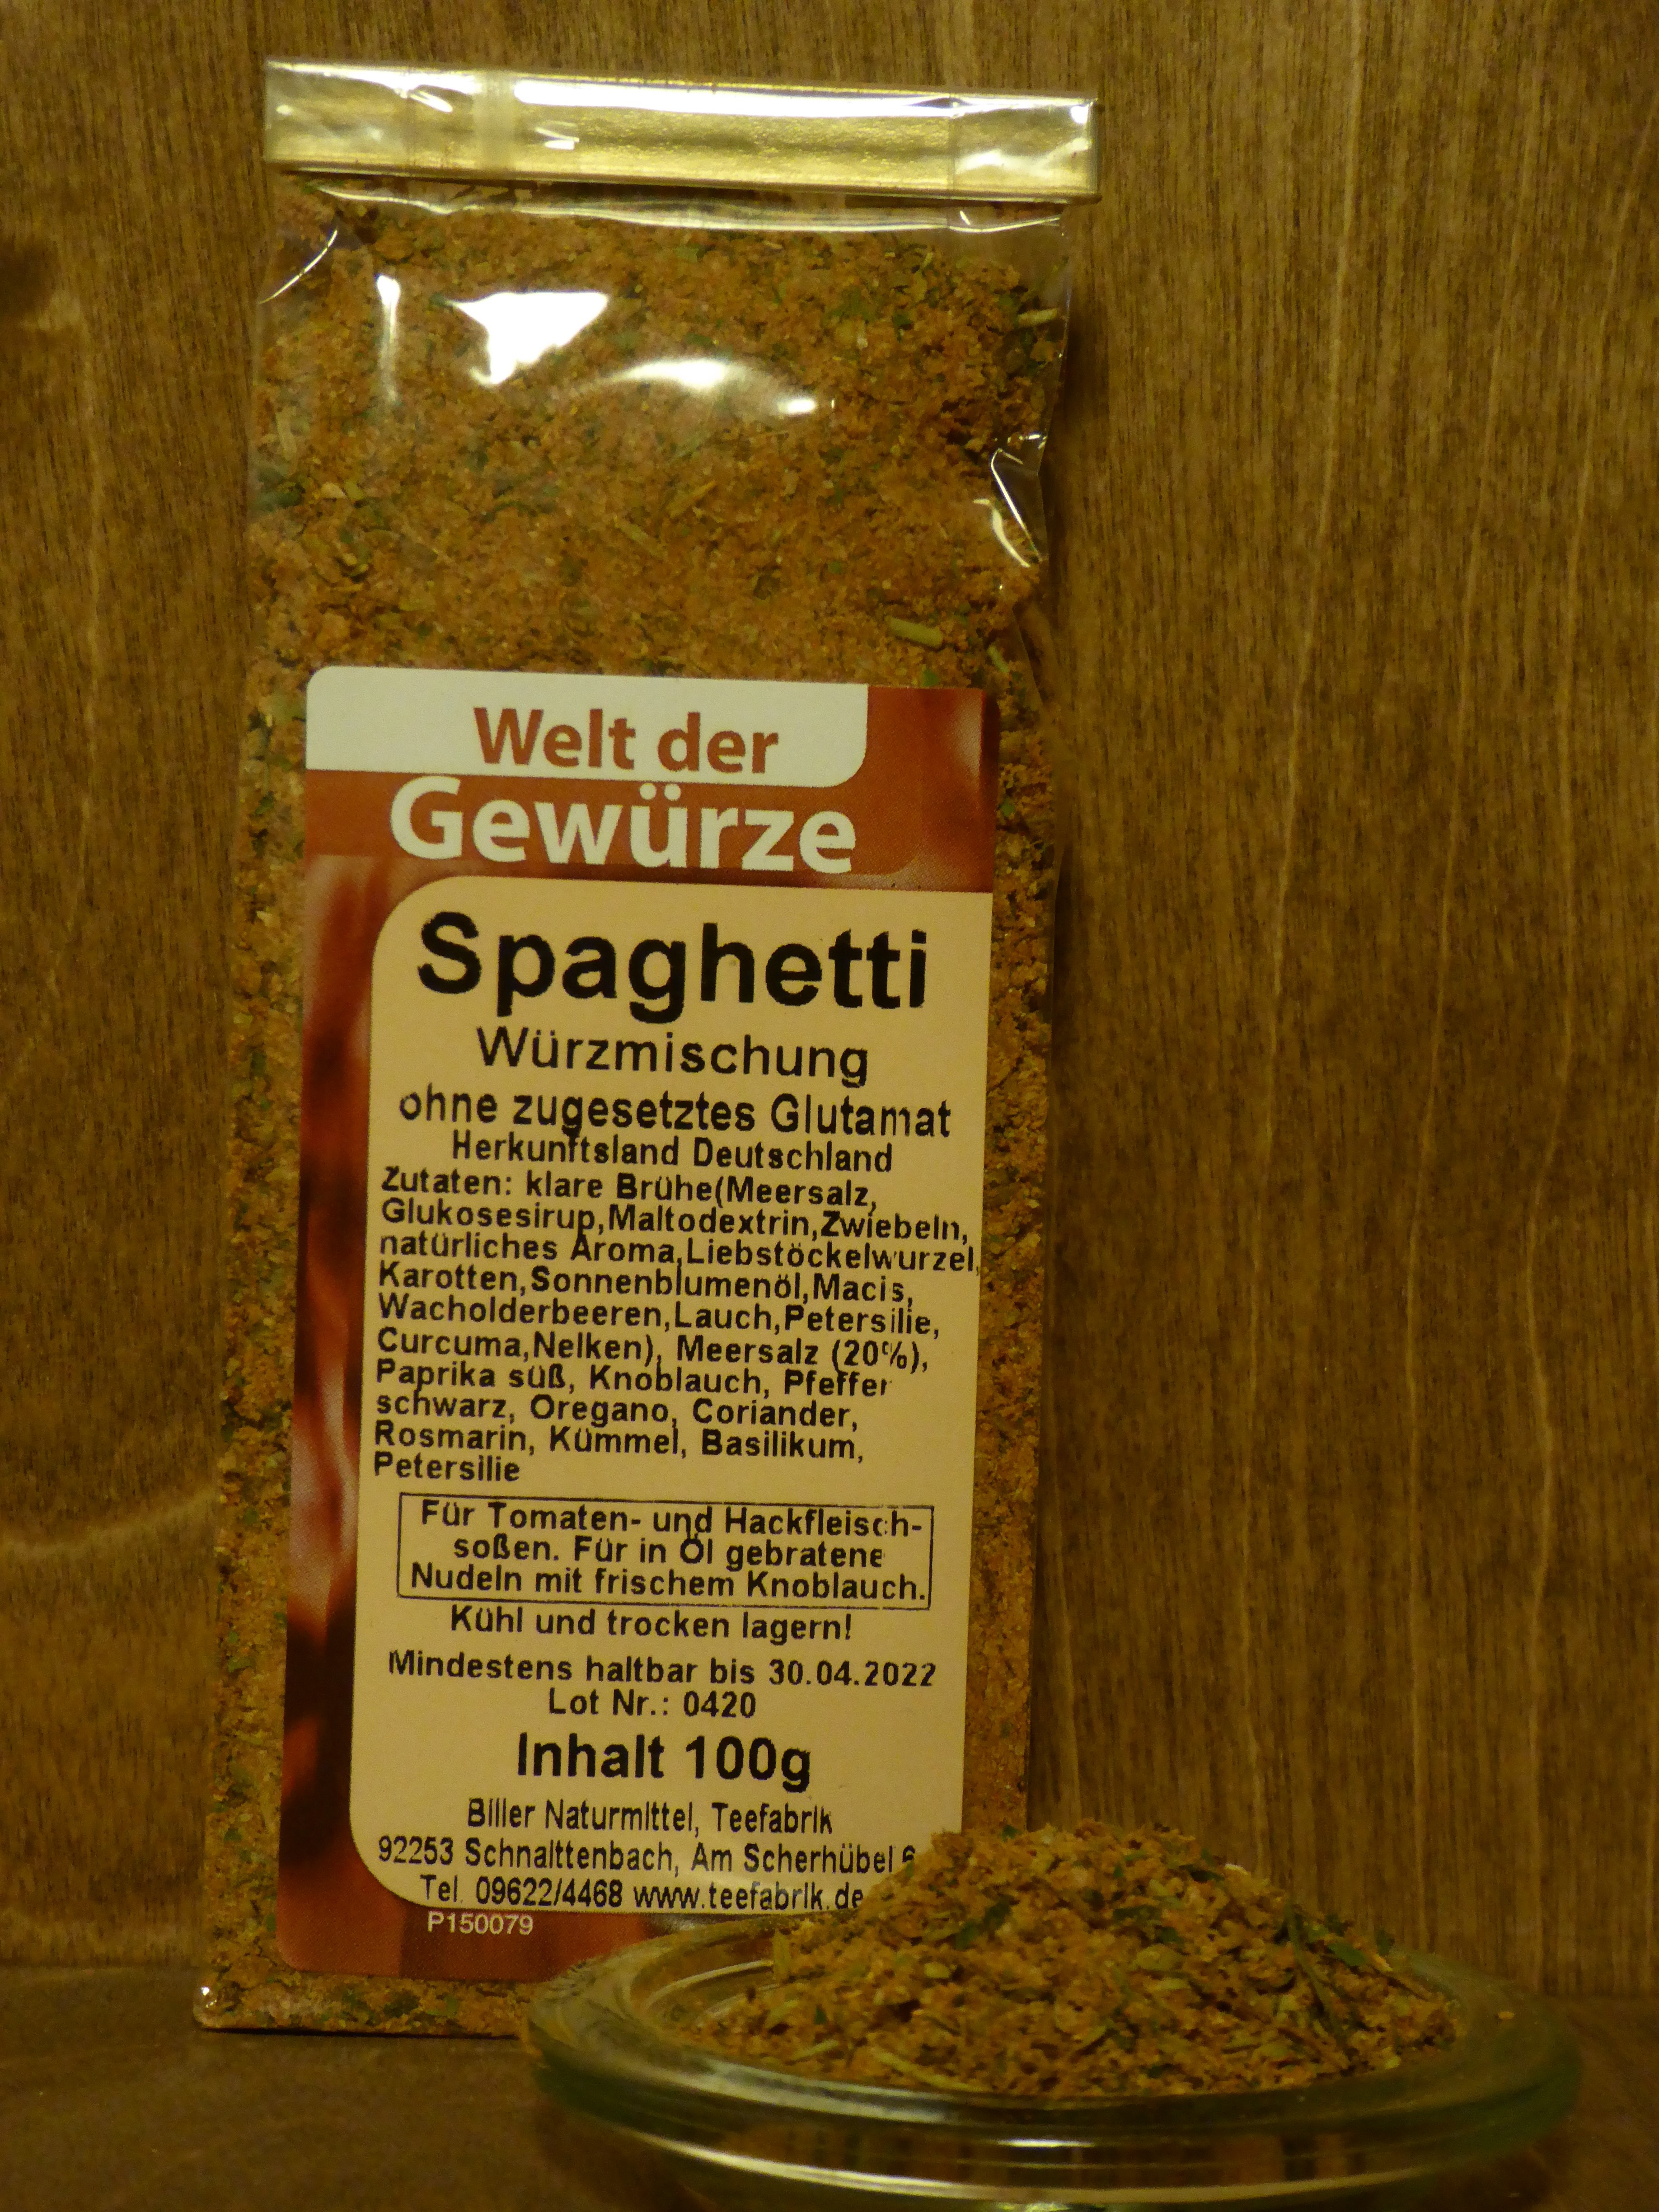 Welt der
Gewürze
Spaghetti
Würzmischung
ohne zugesetztes Glutamat
Herkunftsland Deutschland
Zutaten: klare Brühe(Meersalz,
Glukosesirup,Maltodextrin,Zwiebeln,
natürliches Aroma,Liebstöckelwurzel,
Karotten,Sonnenblumenöl,Macis,
Wacholderbeeren,Lauch,Petersilie,
Curcuma,Nelken), Meersalz (20%),
Paprika süß, Knoblauch, Pfeffer
schwarz, Oregano, Coriander,
Rosmarin, Kümmel, Basilikum,
Petersilie
Für Tomaten- und Hackfleisch-
soßen. Für in Öl gebratene
Nudeln mit frischem Knoblauch.
Kühl und trocken lagern!
Mindestens haltbar bis 30.04.2022
Lot Nr.: 0420
Inhalt 100g
Biller Naturmittel, Teefabrik
92253 Schnaittenbach, Am Scherhübel
Tel. 09622/4468 www.teefabrik.de
P150079